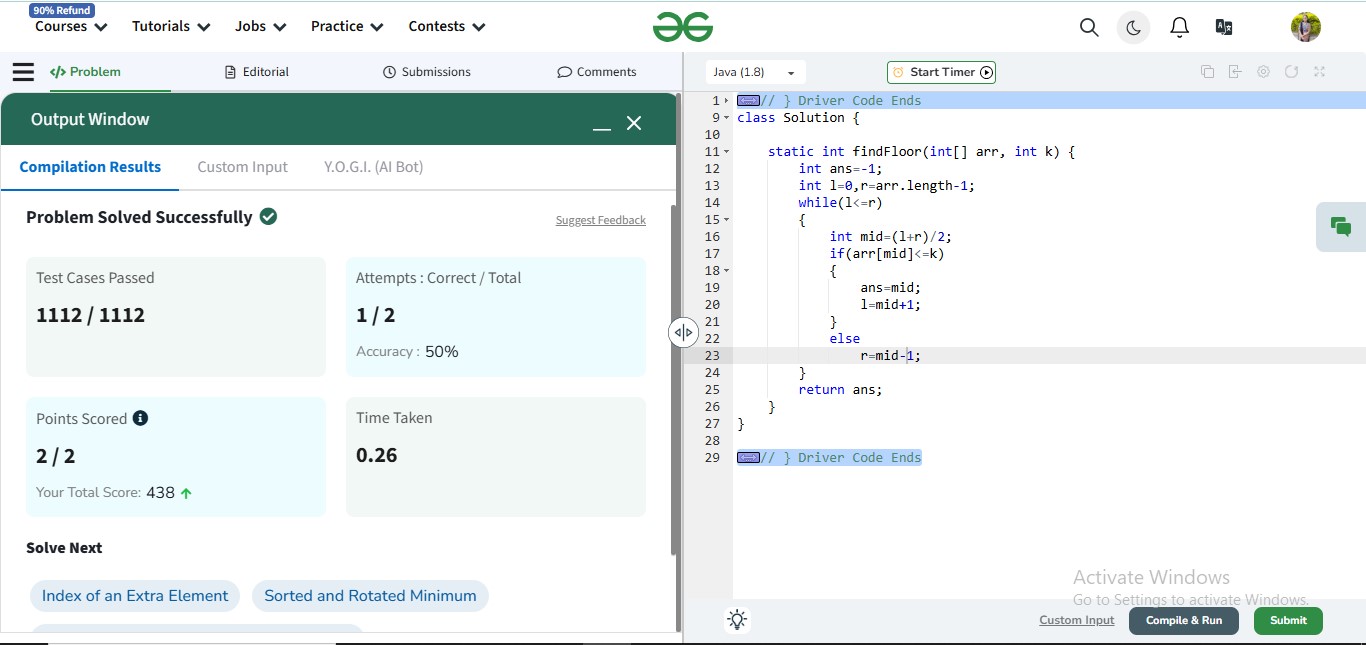 90% Refund
Courses Tutorials Jobs Practice Contests
Problem Editorial Submissions Comments
Output Window
Compilation Results Custom Input Y.O.G.I. (AI Bot)
Problem Solved Successfully Suggest Feedback
Test Cases Passed
1112 / 1112
Attempts : Correct / Total
1 / 2
Accuracy : 50%
Points Scored
2 / 2
Your Total Score: 438
Time Taken
0.26
Solve Next
Index of an Extra Element Sorted and Rotated Minimum
Java (1.8) Start Timer
1 // } Driver Code Ends
9 class Solution {
10
11 static int findFloor(int[] arr, int k) {
12 int ans=-1;
13 int l=0,r=arr.length-1;
14 while(l<=r)
15 {
16 int mid=(l+r)/2;
17 if(arr[mid]<=k)
18 {
19 ans=mid;
20 l=mid+1;
21 }
22 else
23 r=mid-1;
24 }
25 return ans;
26 }
27 }
28
29 // } Driver Code Ends
Activate Windows
Go to Settings to activate Windows.
Custom Input Compile & Run Submit